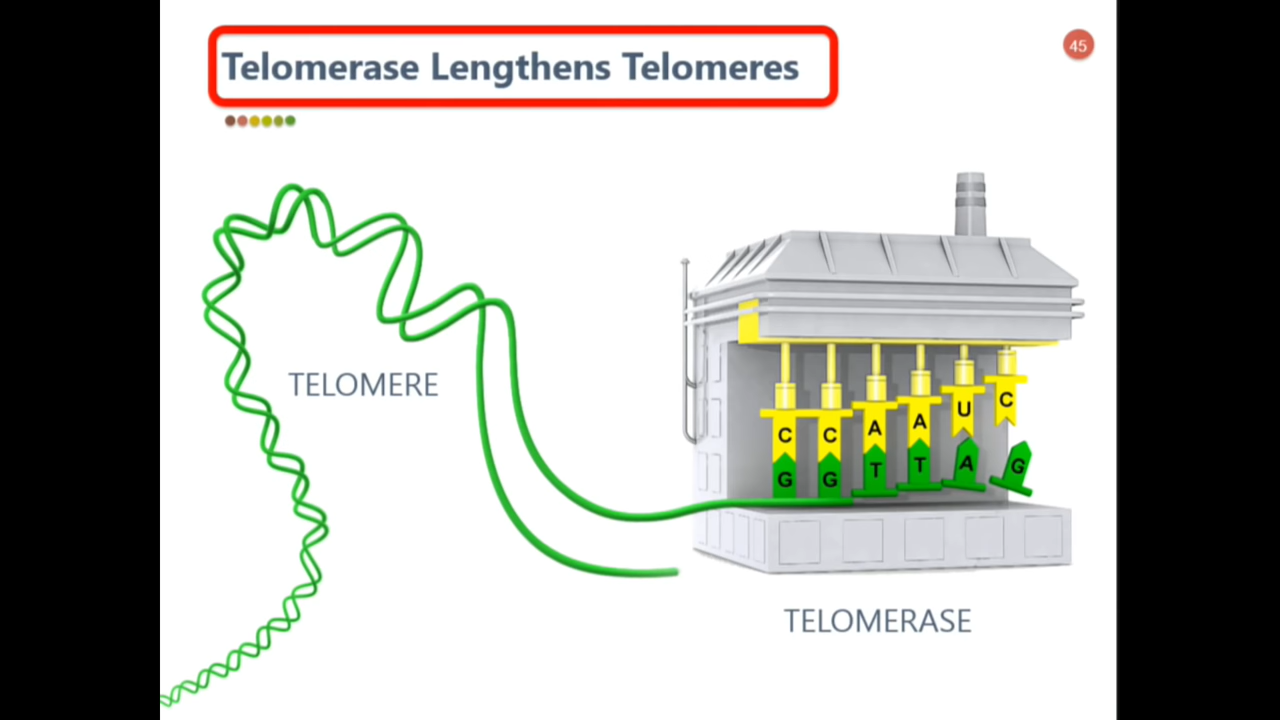 Telomerase Lengthens Telomeres
45
TELOMERE
C C A A U C
G G T T A G
TELOMERASE